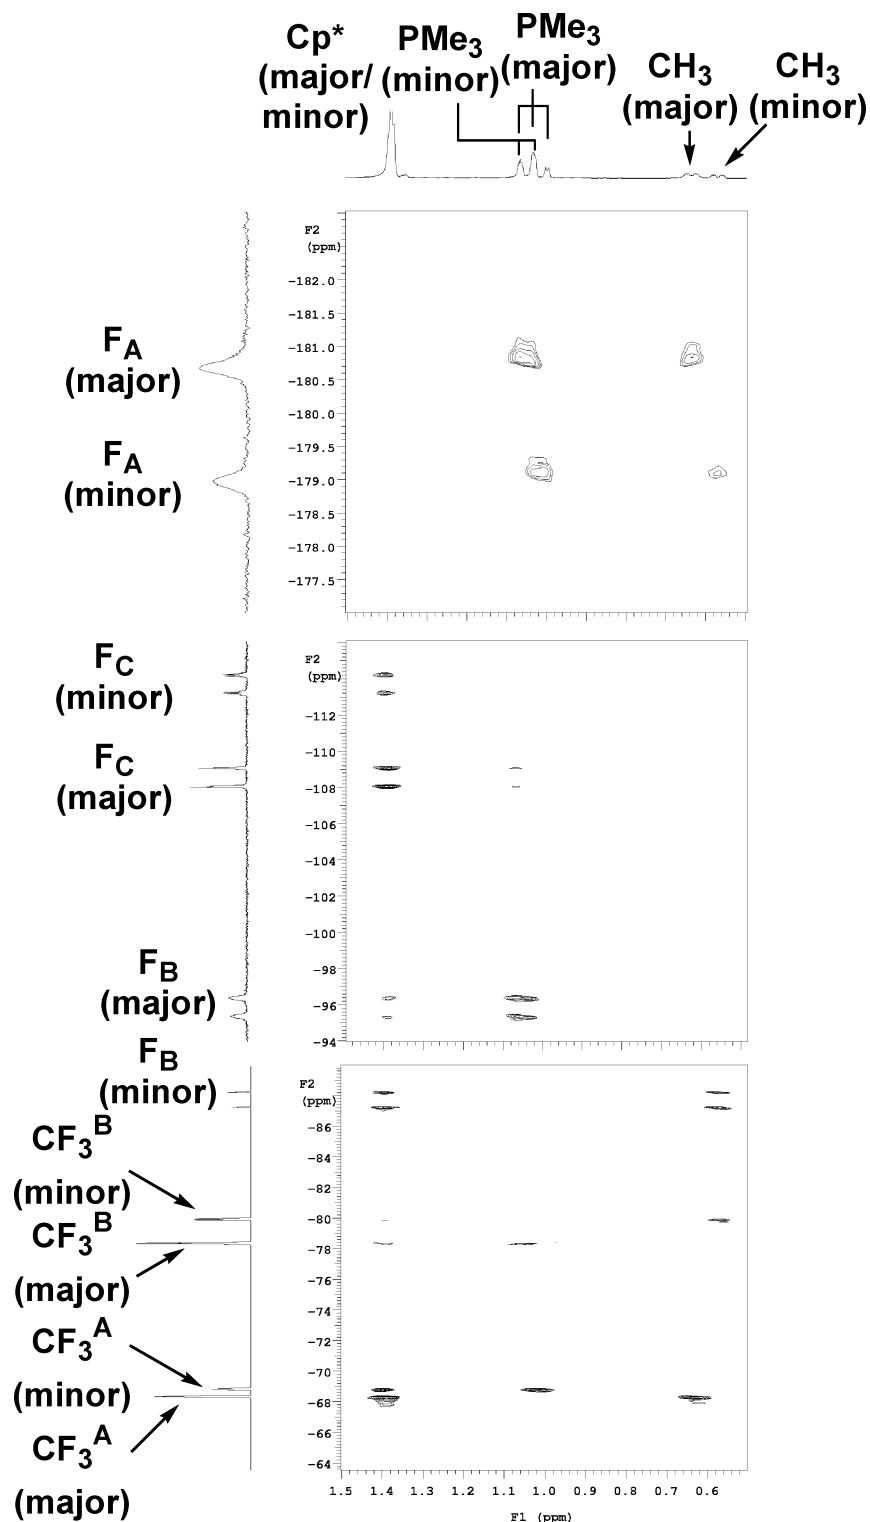 Cp*
(major/
minor)
PMe3
(minor)
PMe3
(major)
CH3
(major)
CH3
(minor)
F2
(ppm)
-182.0
-181.5
-181.0
-180.5
-180.0
-179.5
-179.0
-178.5
-178.0
-177.5
FA
(major)
FA
(minor)
F2
(ppm)
-112
-110
-108
-106
-104
-102
-100
-98
-96
-94
FC
(minor)
FC
(major)
FB
(major)
FB
(minor)
F2
(ppm)
-86
-84
-82
-80
-78
-76
-74
-72
-70
-68
-66
-64
CF3B
(minor)
CF3B
(major)
CF3A
(minor)
CF3A
(major)
1.5 1.4 1.3 1.2 1.1 1.0 0.9 0.8 0.7 0.6
F1 (ppm)